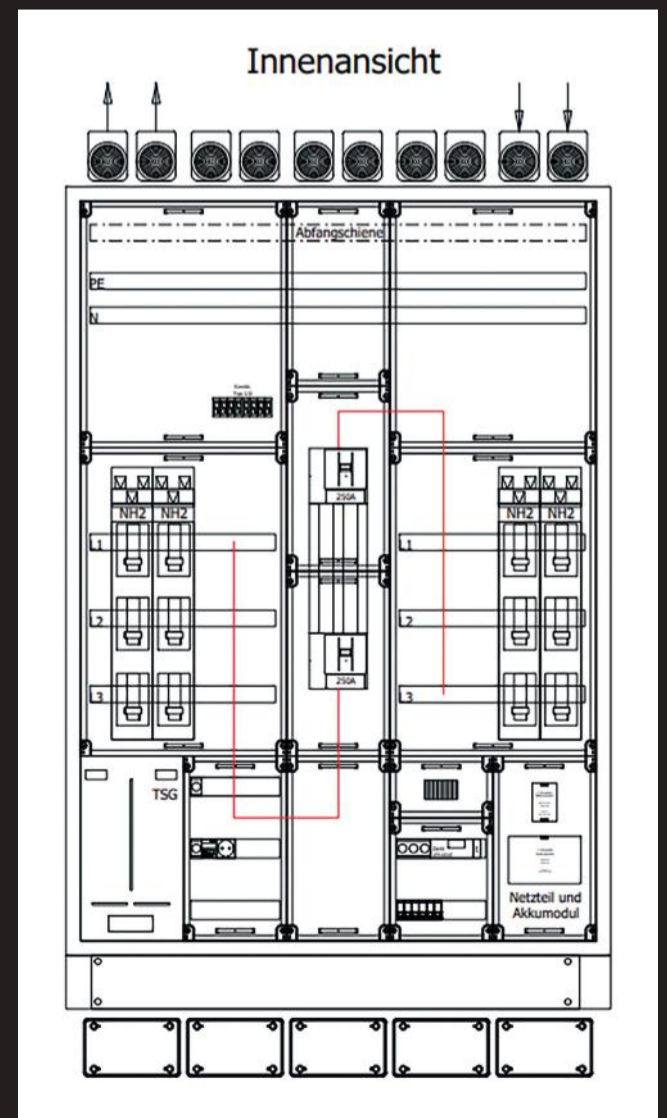 Innenansicht
Abfangschiene
PE
N
NH2 NH2
250A
NH2 NH2
L1
L1
L2
L2
L3
250A
L3
TSG
Netzteil und
Akkumodul